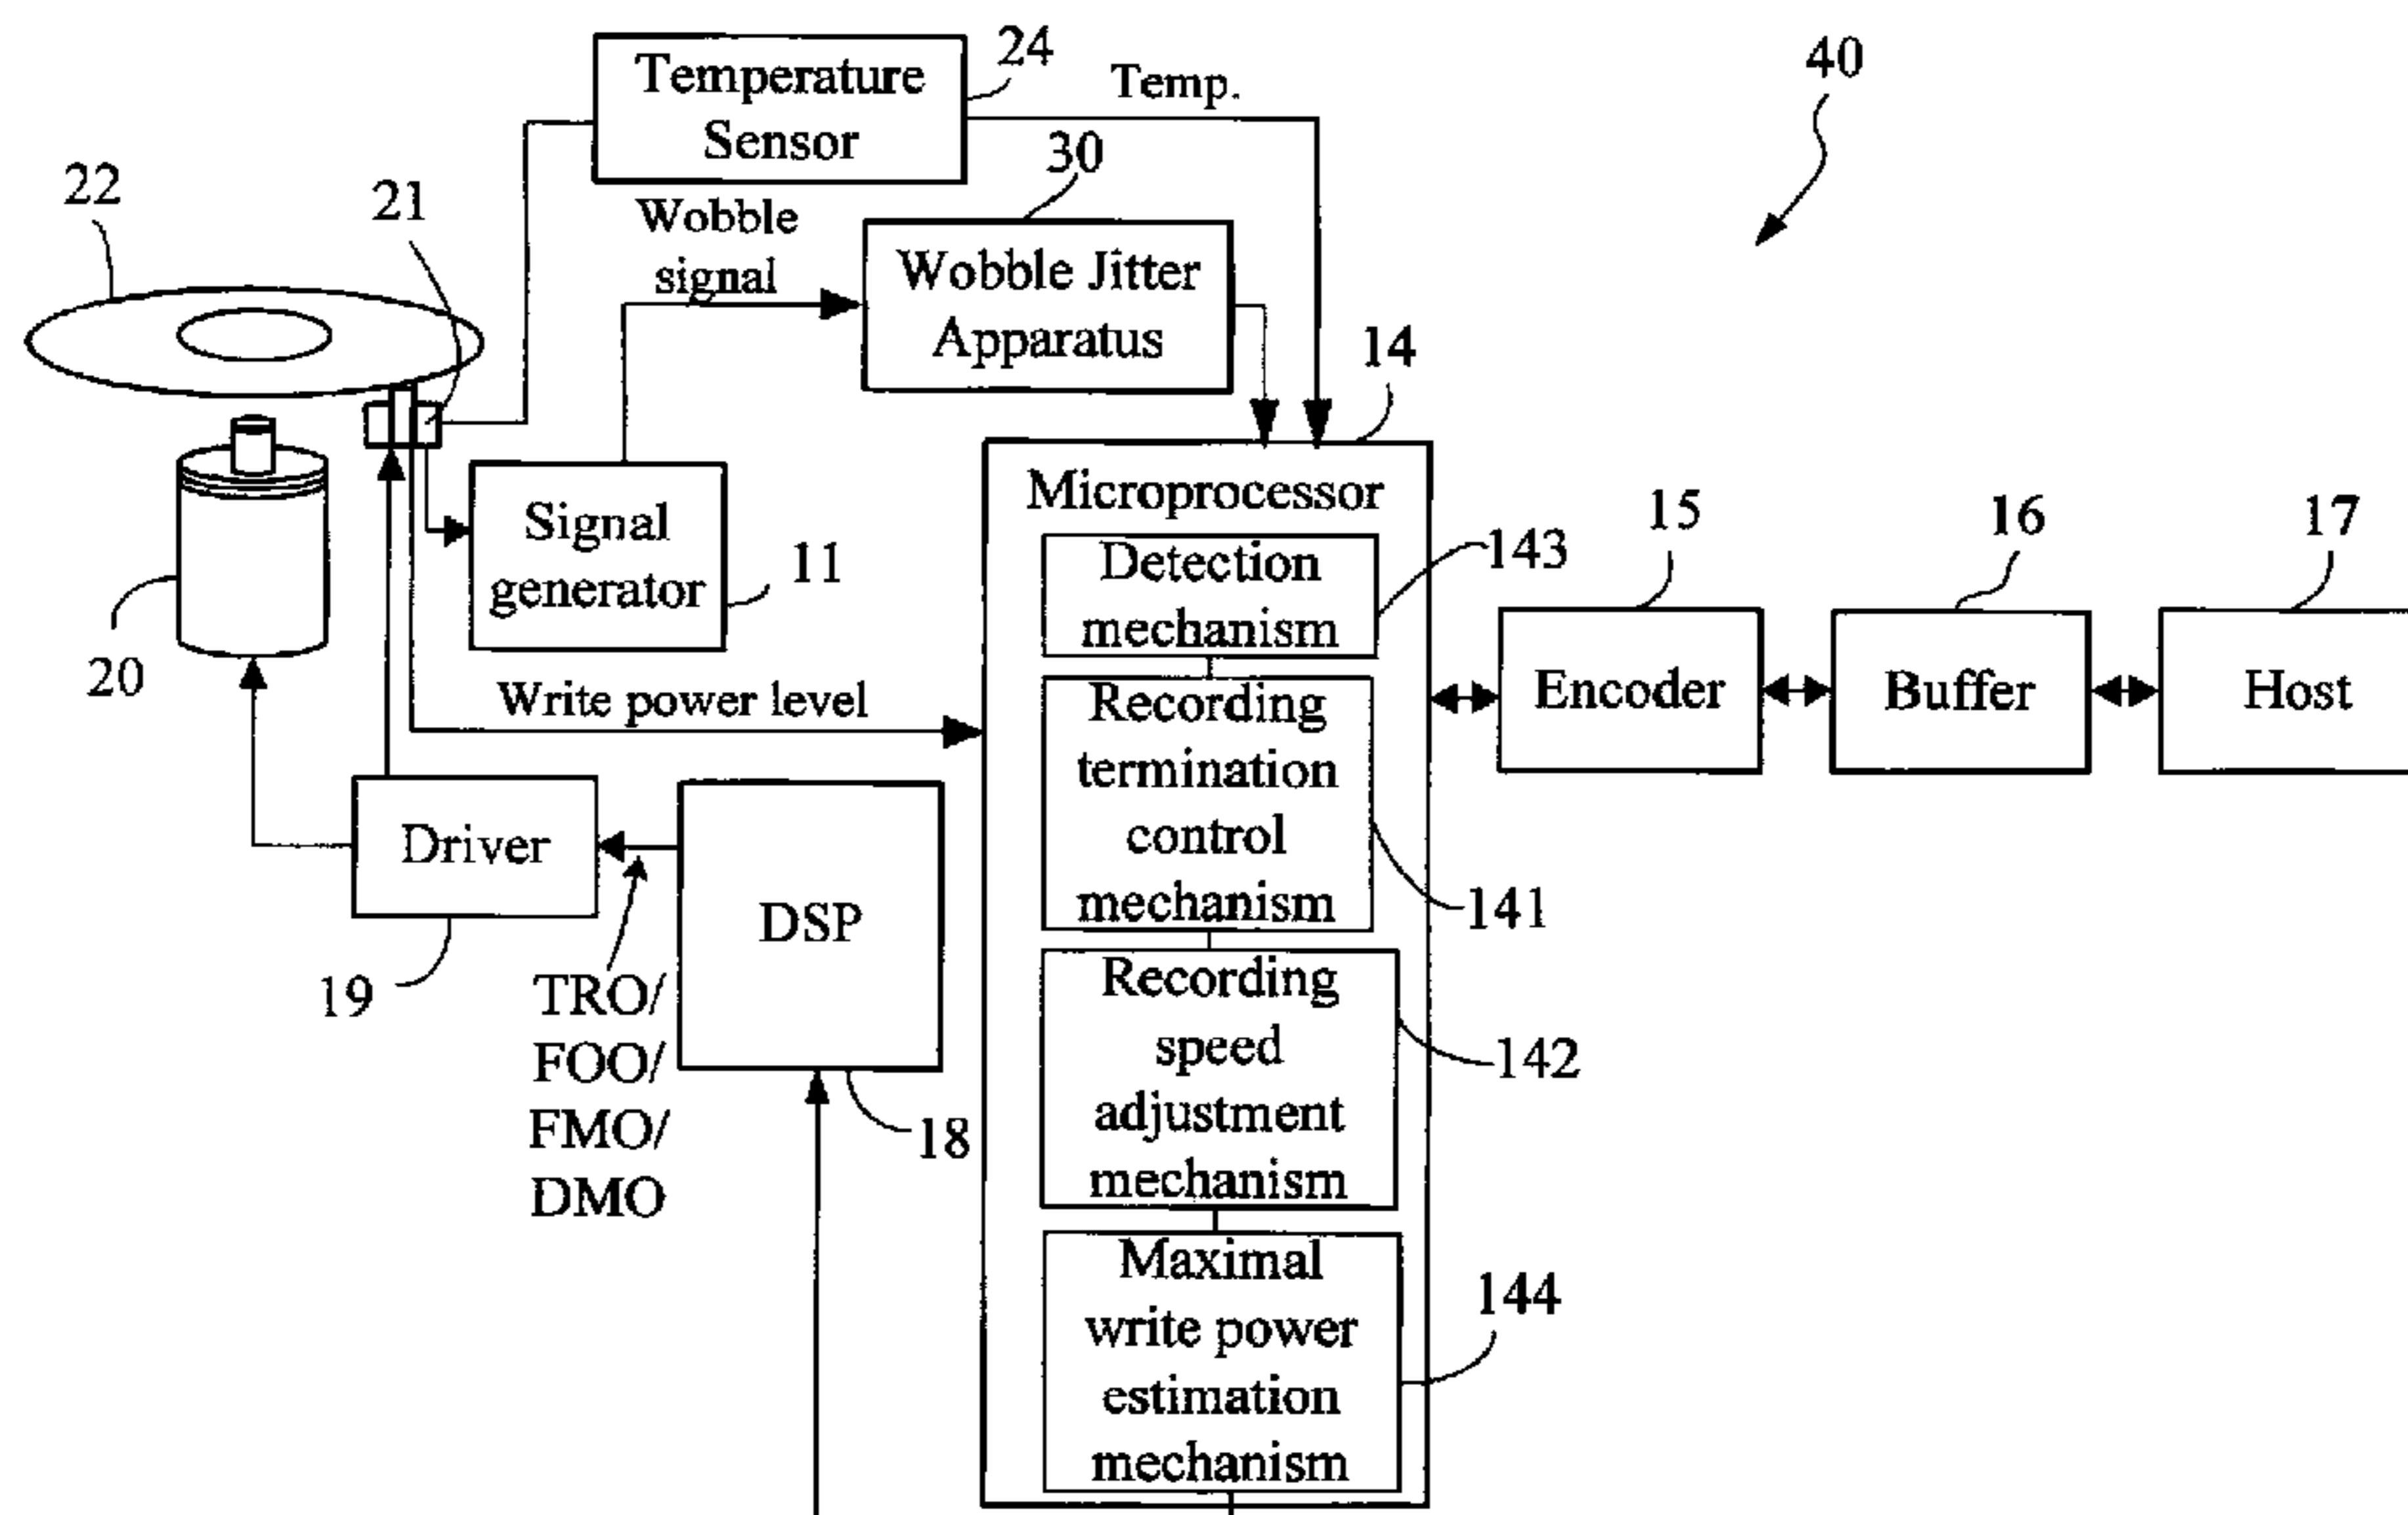 24
40
Temperature
Sensor
Temp.
30
22
21
Wobble
signal
Wobble Jitter
Apparatus
14
Microprocessor
Signal
generator
11
20
Detection
mechanism
143
15
16
17
Encoder
Buffer
Host
Write power level
Recording
termination
control
mechanism
141
Driver
19
DSP
18
TRO/
FOO/
FMO/
DMO
Recording
speed
adjustment
mechanism
142
Maximal
write power
estimation
mechanism
144